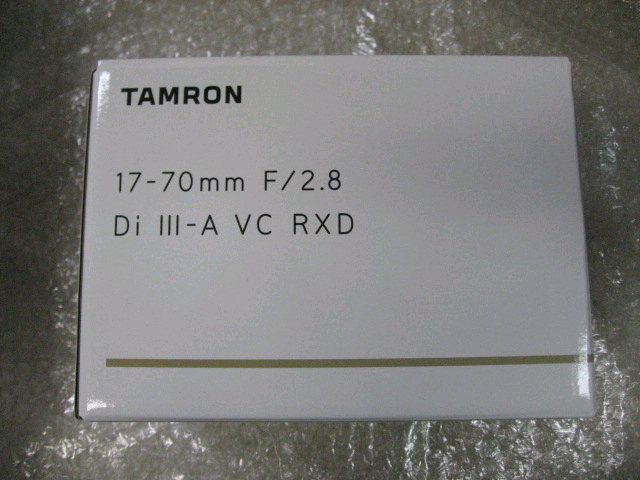 TAMRON
17-70mm F/2.8
Di III-A VC RXD